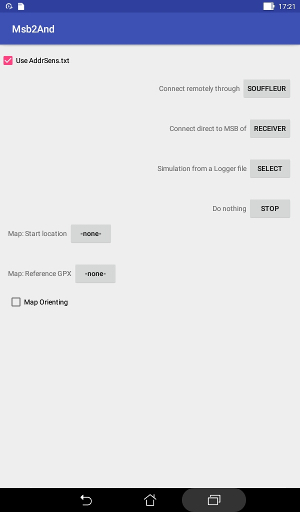 17:21
Msb2And
Use AddrSens.txt
Connect remotely through SOUFFLEUR
Connect direct to MSB of RECEIVER
Simulation from a Logger file SELECT
Do nothing STOP
Map: Start location -none-
Map: Reference GPX -none-
Map Orienting